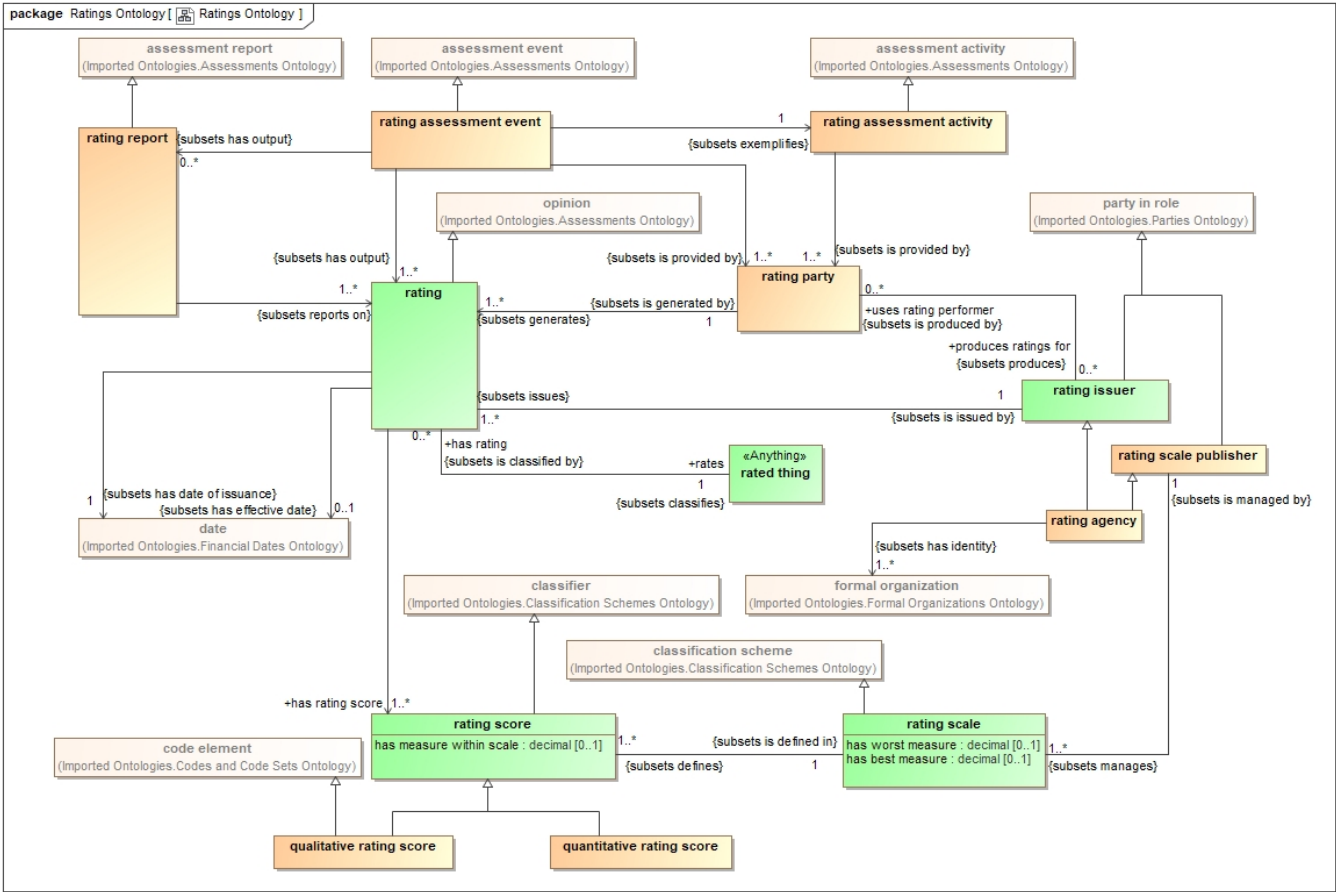 package Ratings Ontology [ Ratings Ontology ]
assessment report
(Imported Ontologies.Assessments Ontology)
assessment event
(Imported Ontologies.Assessments Ontology)
assessment activity
(Imported Ontologies.Assessments Ontology)
rating report
rating assessment event
rating assessment activity
{subsets has output}
0..*
1
{subsets exemplifies}
opinion
(Imported Ontologies.Assessments Ontology)
party in role
(Imported Ontologies.Parties Ontology)
{subsets has output}
1..*
{subsets is provided by}
1..*
1..*
{subsets is provided by}
rating
rating party
1..*
{subsets reports on}
1..*
{subsets generates}
{subsets is generated by}
1
0..*
+uses rating performer
{subsets is produced by}
+produces ratings for
{subsets produces}
0..*
{subsets issues}
1..*
1
{subsets is issued by}
rating issuer
0..*
+has rating
{subsets is classified by}
+rates
1
{subsets classifies}
«Anything»
rated thing
rating scale publisher
1
{subsets is managed by}
1
{subsets has date of issuance}
{subsets has effective date}
0..1
date
(Imported Ontologies.Financial Dates Ontology)
rating agency
{subsets has identity}
1..*
formal organization
(Imported Ontologies.Formal Organizations Ontology)
classifier
(Imported Ontologies.Classification Schemes Ontology)
classification scheme
(Imported Ontologies.Classification Schemes Ontology)
+has rating score
1..*
rating score
has measure within scale : decimal [0..1]
1..*
{subsets defines}
{subsets is defined in}
1
rating scale
has worst measure : decimal [0..1]
has best measure : decimal [0..1]
1..*
{subsets manages}
code element
(Imported Ontologies.Codes and Code Sets Ontology)
qualitative rating score
quantitative rating score